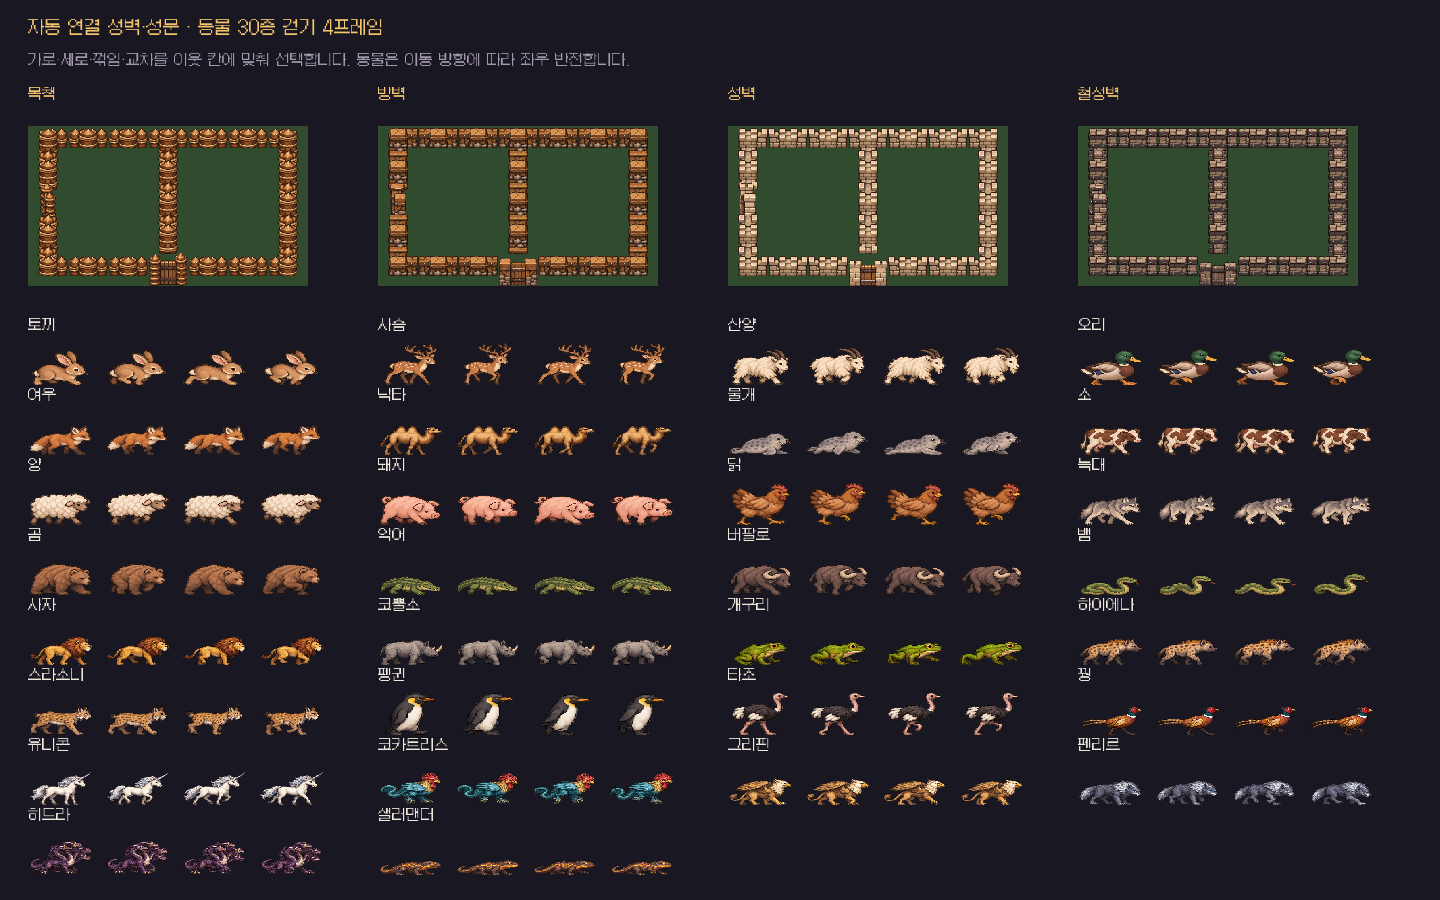 자동 연결 성벽·성문 · 동물 30종 걷기 4프레임
가로·세로·꺾임·교차를 이웃 칸에 맞춰 선택합니다. 동물은 이동 방향에 따라 좌우 반전합니다.
목책 방벽 성벽 철성벽
토끼 사슴 산양 오리
여우 낙타 물개 소
양 돼지 닭 늑대
곰 악어 버팔로 뱀
사자 코뿔소 개구리 하이에나
스라소니 펭귄 타조 꿩
유니콘 코카트리스 그리핀 펜리르
히드라 샐러맨더